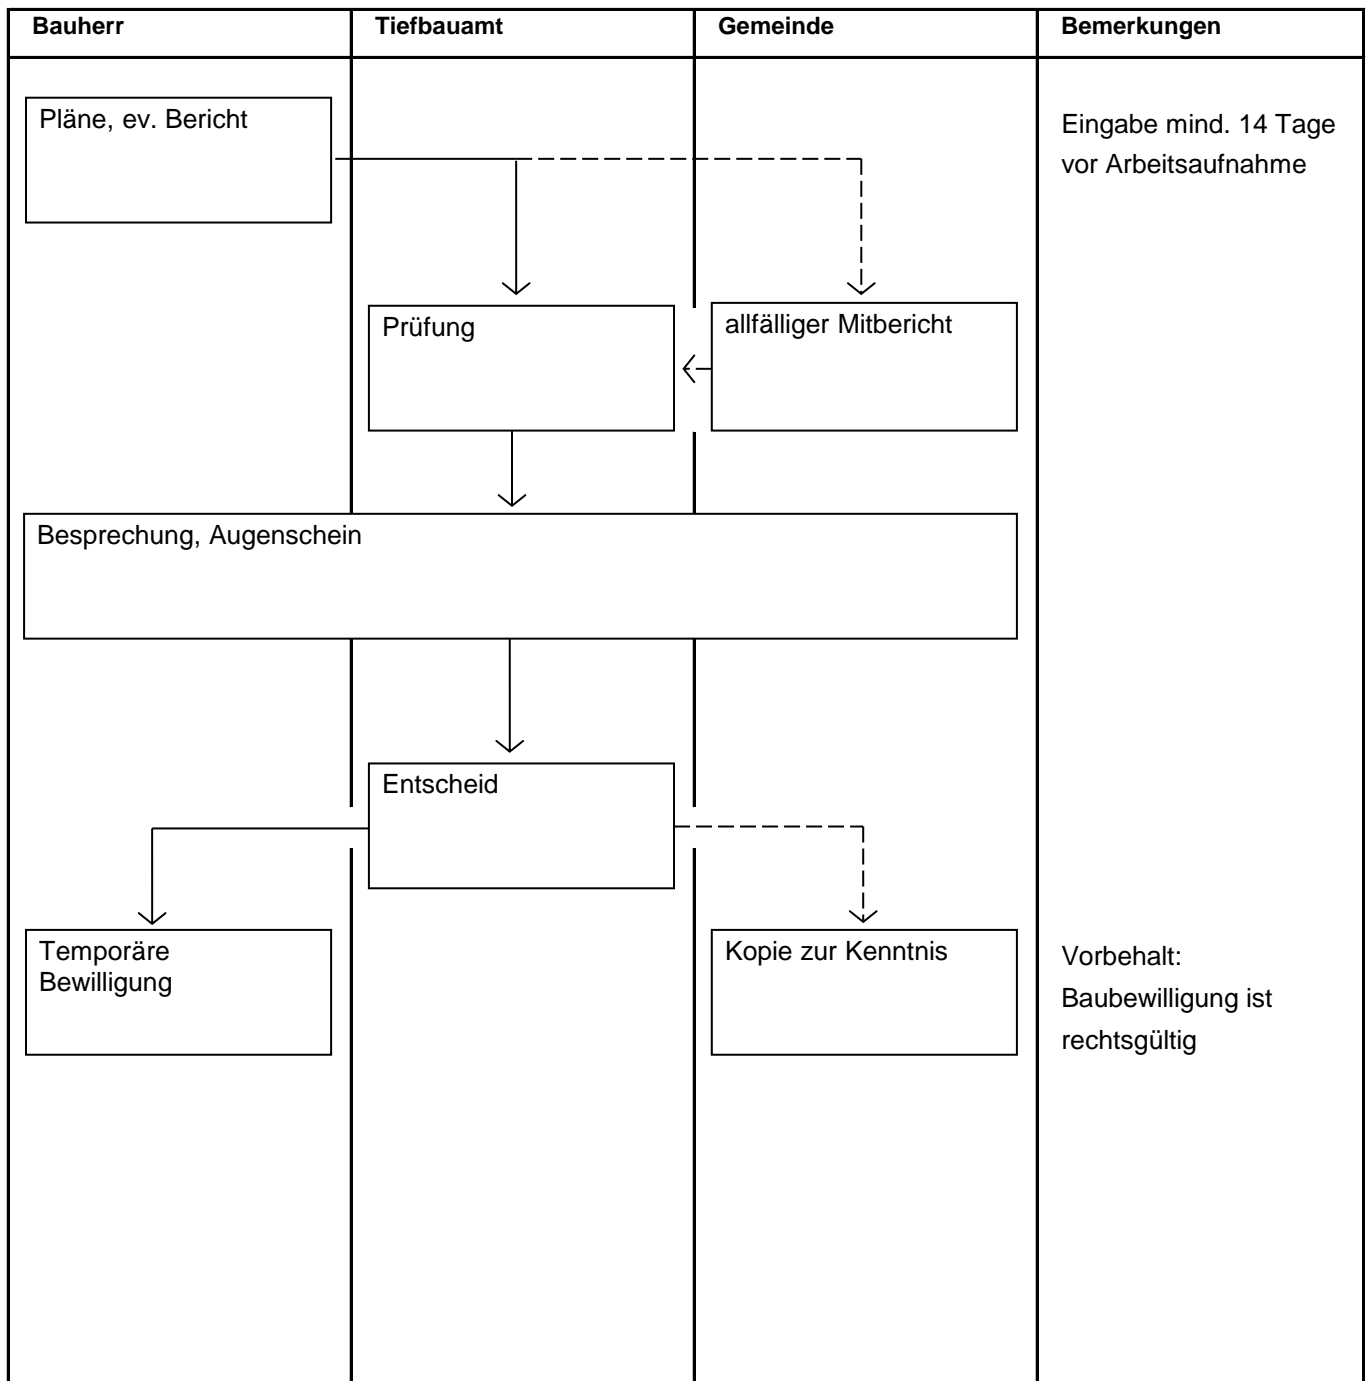 Bauherr
Tiefbauamt
Gemeinde
Bemerkungen
Pläne, ev. Bericht
Eingabe mind. 14 Tage
vor Arbeitsaufnahme
Prüfung
allfälliger Mitbericht
Besprechung, Augenschein
Entscheid
Temporäre
Bewilligung
Kopie zur Kenntnis
Vorbehalt:
Baubewilligung ist
rechtsgültig